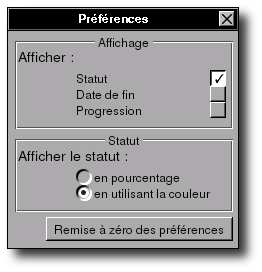 Préférences
Affichage
Afficher :
Statut
Date de fin
Progression
Statut
Afficher le statut :
en pourcentage
en utilisant la couleur
Remise à zéro des préférences